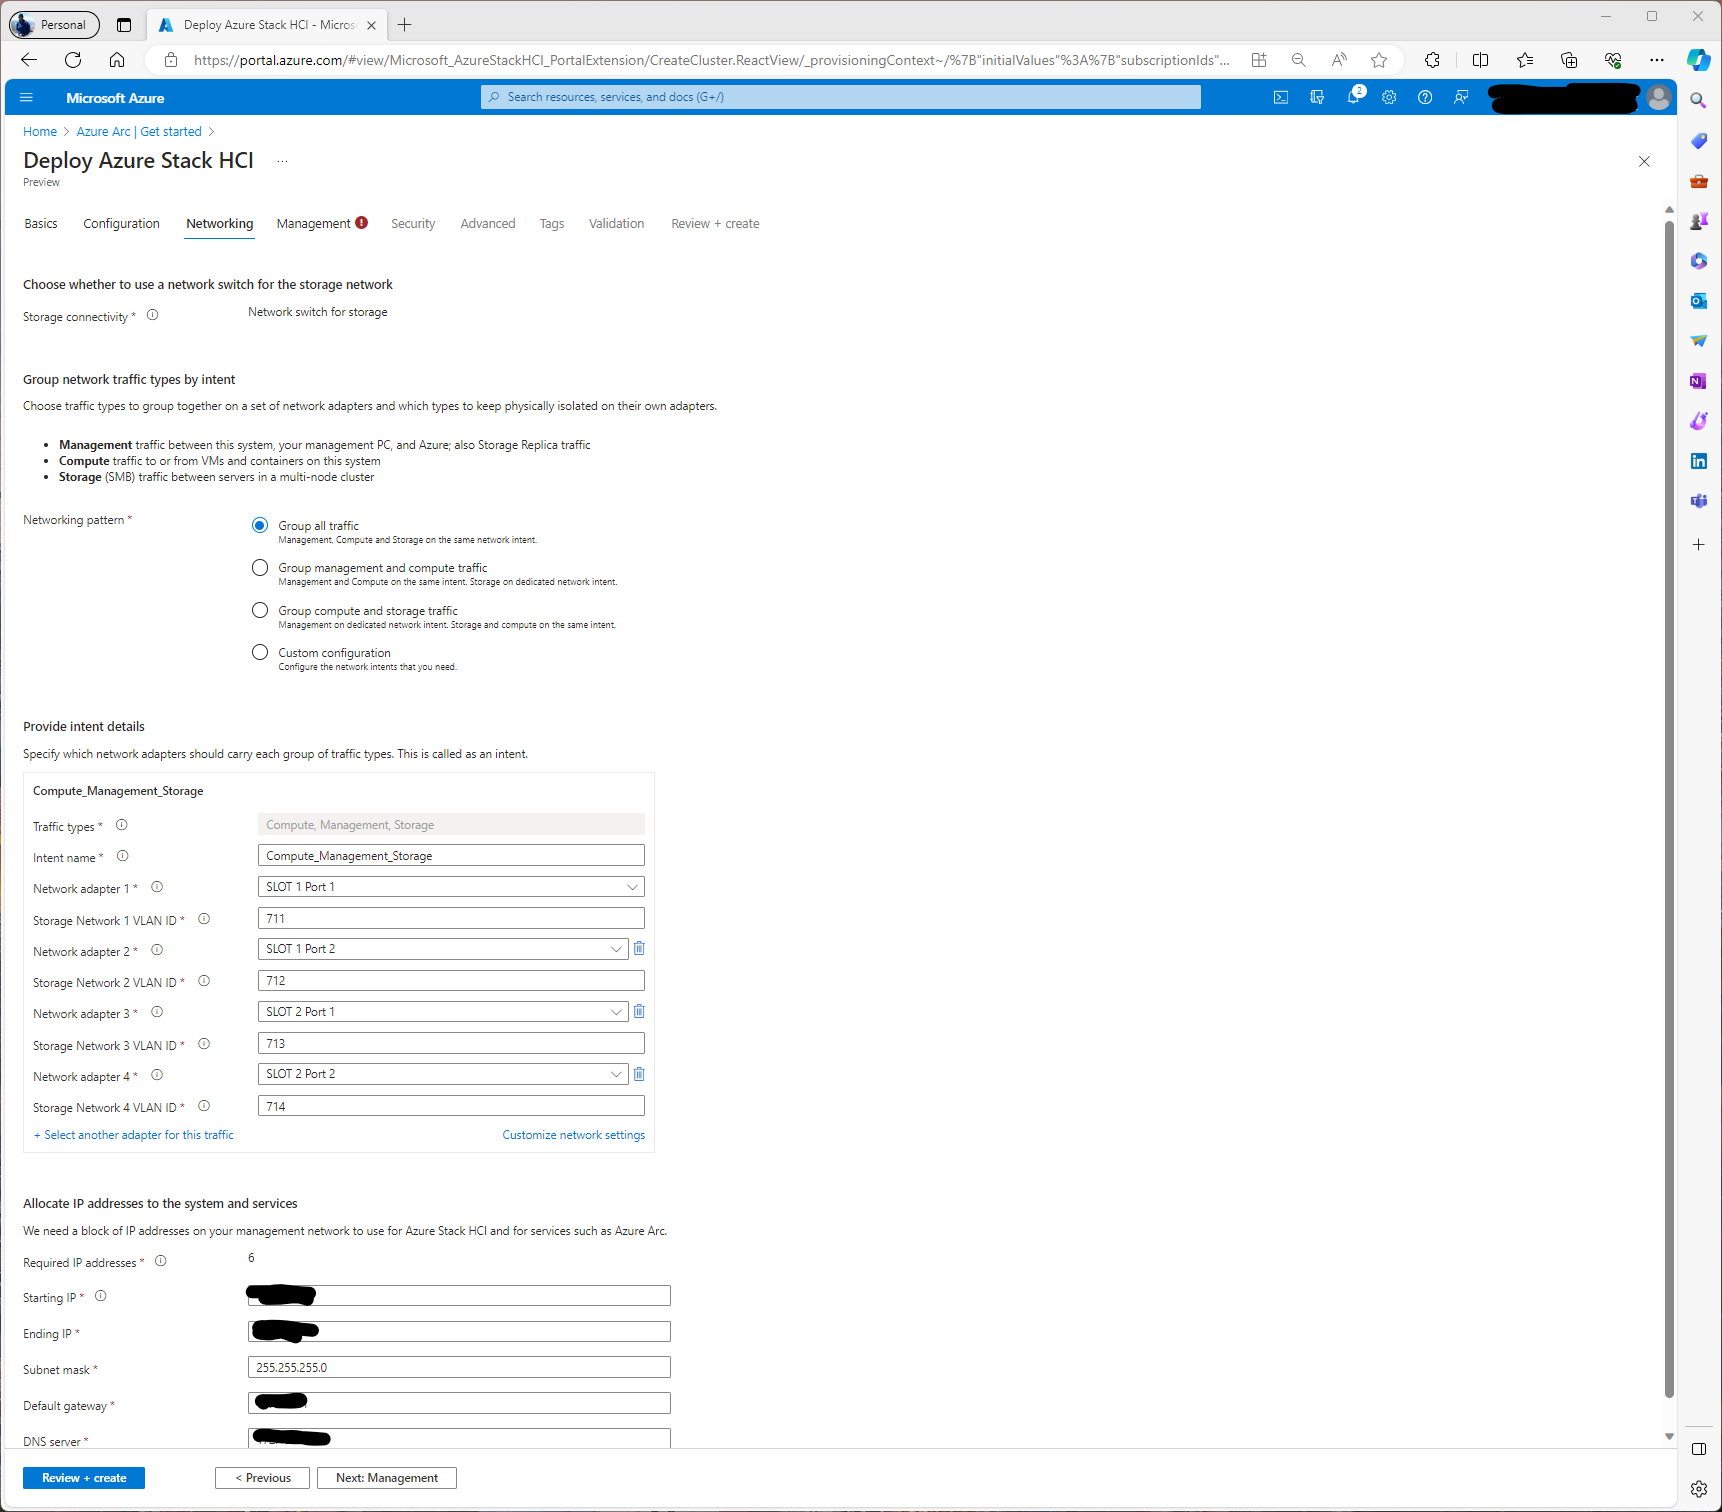 Personal
Deploy Azure Stack HCI - Micros
https://portal.azure.com/#view/Microsoft_AzureStackHCI_PortalExtension/CreateCluster.ReactView/_provisioningContext~/%7B"initialValues"%3A%7B"subscriptionIds"...
Microsoft Azure
Search resources, services, and docs (G+/)
2
Home > Azure Arc | Get started >
Deploy Azure Stack HCI ...
Preview
Basics Configuration Networking Management Security Advanced Tags Validation Review + create
Choose whether to use a network switch for the storage network
Storage connectivity * Network switch for storage
Group network traffic types by intent
Choose traffic types to group together on a set of network adapters and which types to keep physically isolated on their own adapters.
• Management traffic between this system, your management PC, and Azure; also Storage Replica traffic
• Compute traffic to or from VMs and containers on this system
• Storage (SMB) traffic between servers in a multi-node cluster
Networking pattern *
Group all traffic
Management, Compute and Storage on the same network intent.
Group management and compute traffic
Management and Compute on the same intent. Storage on dedicated network intent.
Group compute and storage traffic
Management on dedicated network intent. Storage and compute on the same intent.
Custom configuration
Configure the network intents that you need.
Provide intent details
Specify which network adapters should carry each group of traffic types. This is called as an intent.
Compute_Management_Storage
Traffic types * Compute, Management, Storage
Intent name * Compute_Management_Storage
Network adapter 1 * SLOT 1 Port 1
Storage Network 1 VLAN ID * 711
Network adapter 2 * SLOT 1 Port 2
Storage Network 2 VLAN ID * 712
Network adapter 3 * SLOT 2 Port 1
Storage Network 3 VLAN ID * 713
Network adapter 4 * SLOT 2 Port 2
Storage Network 4 VLAN ID * 714
+ Select another adapter for this traffic Customize network settings
Allocate IP addresses to the system and services
We need a block of IP addresses on your management network to use for Azure Stack HCI and for services such as Azure Arc.
Required IP addresses * 6
Starting IP *
Ending IP *
Subnet mask * 255.255.255.0
Default gateway *
DNS server *
Review + create < Previous Next: Management